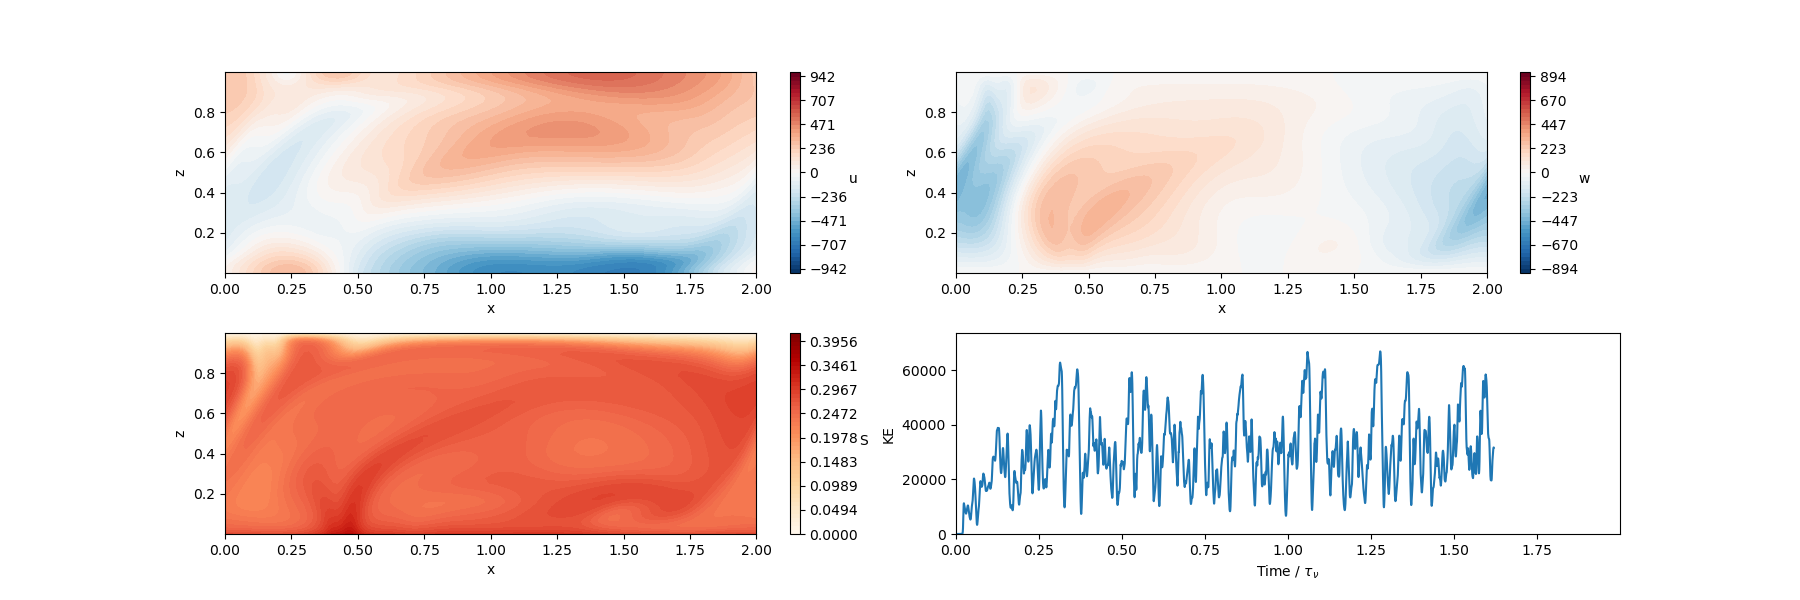 0.8
0.6
0.4
0.2
z
0.00 0.25 0.50 0.75 1.00 1.25 1.50 1.75 2.00
x
942
707
471
236
0
−236
−471
−707
−942
u
0.8
0.6
0.4
0.2
z
0.00 0.25 0.50 0.75 1.00 1.25 1.50 1.75 2.00
x
894
670
447
223
0
−223
−447
−670
−894
w
0.8
0.6
0.4
0.2
z
0.00 0.25 0.50 0.75 1.00 1.25 1.50 1.75 2.00
x
0.3956
0.3461
0.2967
0.2472
0.1978
0.1483
0.0989
0.0494
0.0000
S
60000
40000
20000
0
KE
0.00 0.25 0.50 0.75 1.00 1.25 1.50 1.75
Time / τν